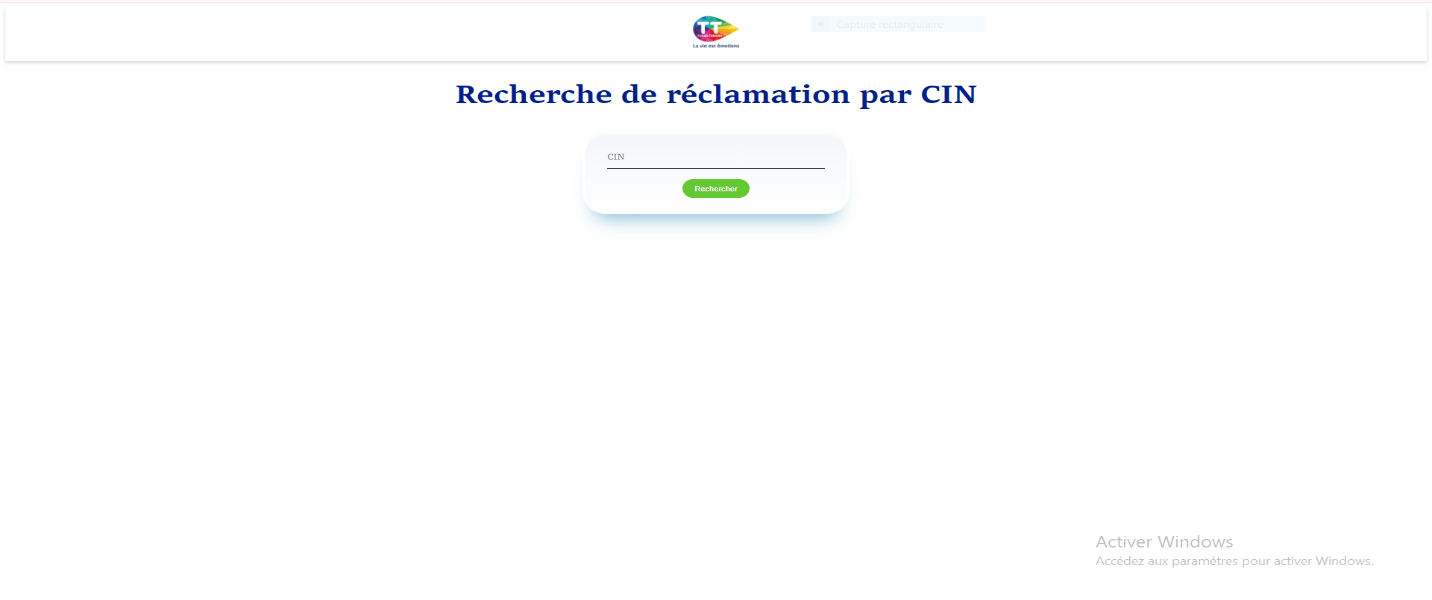 TT
La vie est émotions
Capture rectangulaire
Recherche de réclamation par CIN
CIN
Rechercher
Activer Windows
Accédez aux paramètres pour activer Windows.